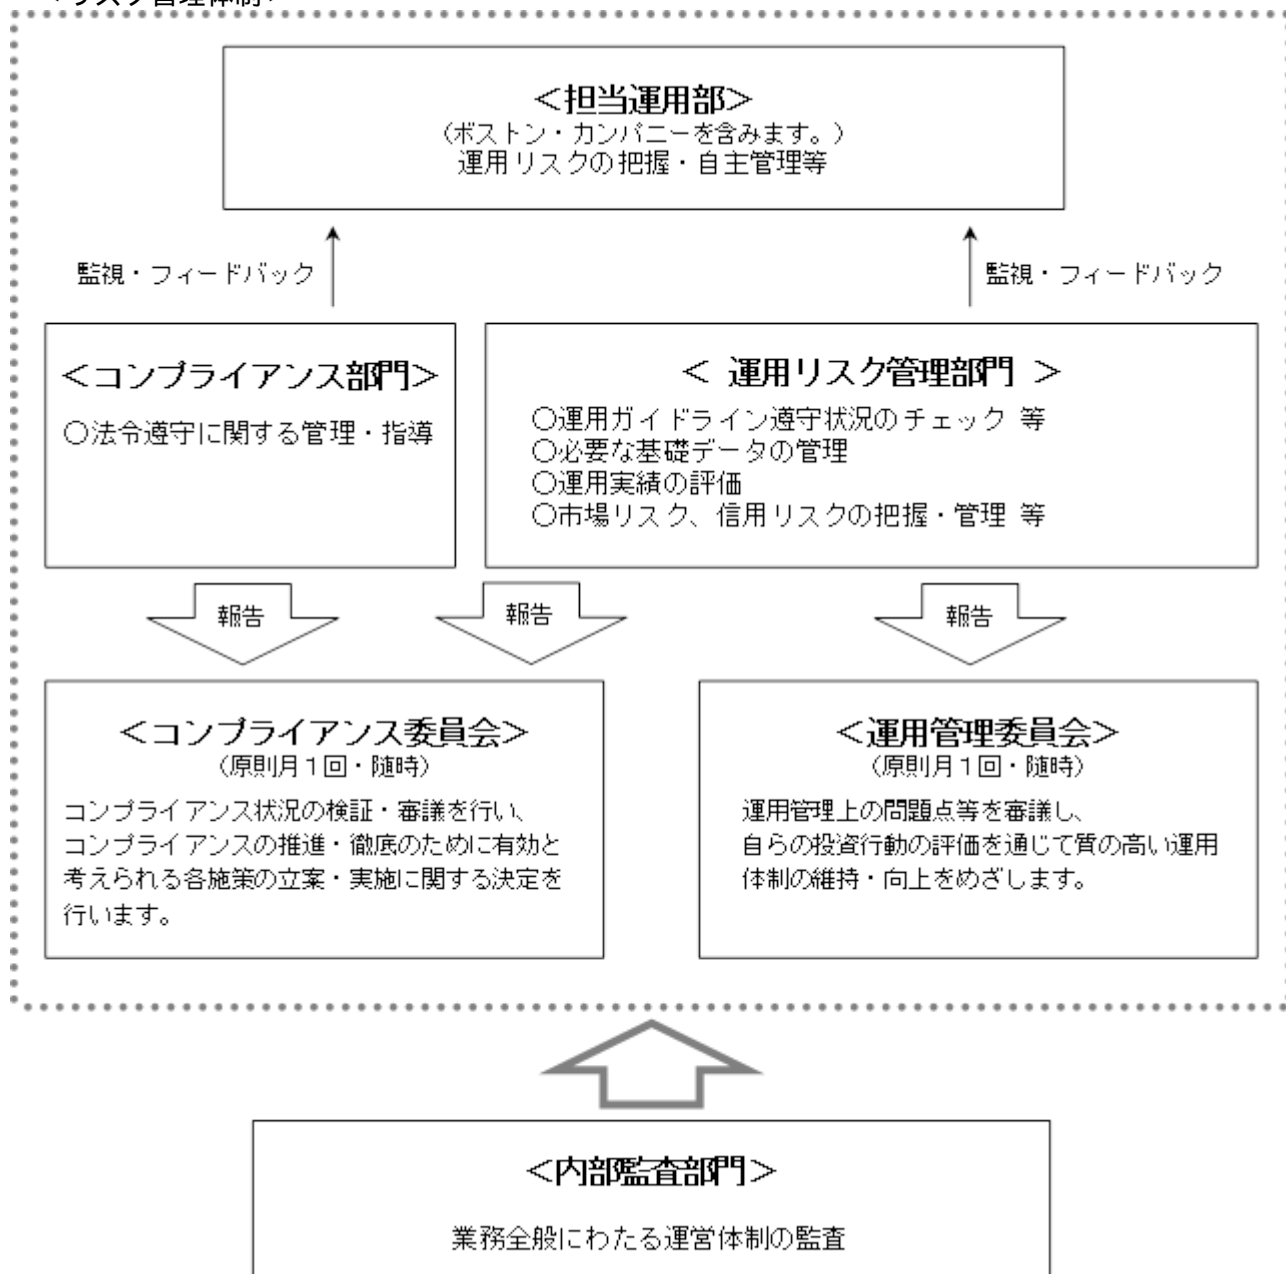 ＜リスク管理体制＞
＜担当運用部＞
（ボストン・カンパニーを含みます。）
運用リスクの把握・自主管理等
監視・フィードバック
監視・フィードバック
＜コンプライアンス部門＞
○法令遵守に関する管理・指導
＜ 運用リスク管理部門 ＞
○運用ガイドライン遵守状況のチェック 等
○必要な基礎データの管理
○運用実績の評価
○市場リスク、信用リスクの把握・管理 等
報告
報告
報告
＜コンプライアンス委員会＞
（原則月１回・随時）
コンプライアンス状況の検証・審議を行い、
コンプライアンスの推進・徹底のために有効と
考えられる各施策の立案・実施に関する決定を
行います。
＜運用管理委員会＞
（原則月１回・随時）
運用管理上の問題点等を審議し、
自らの投資行動の評価を通じて質の高い運用
体制の維持・向上をめざします。
＜内部監査部門＞
業務全般にわたる運営体制の監査